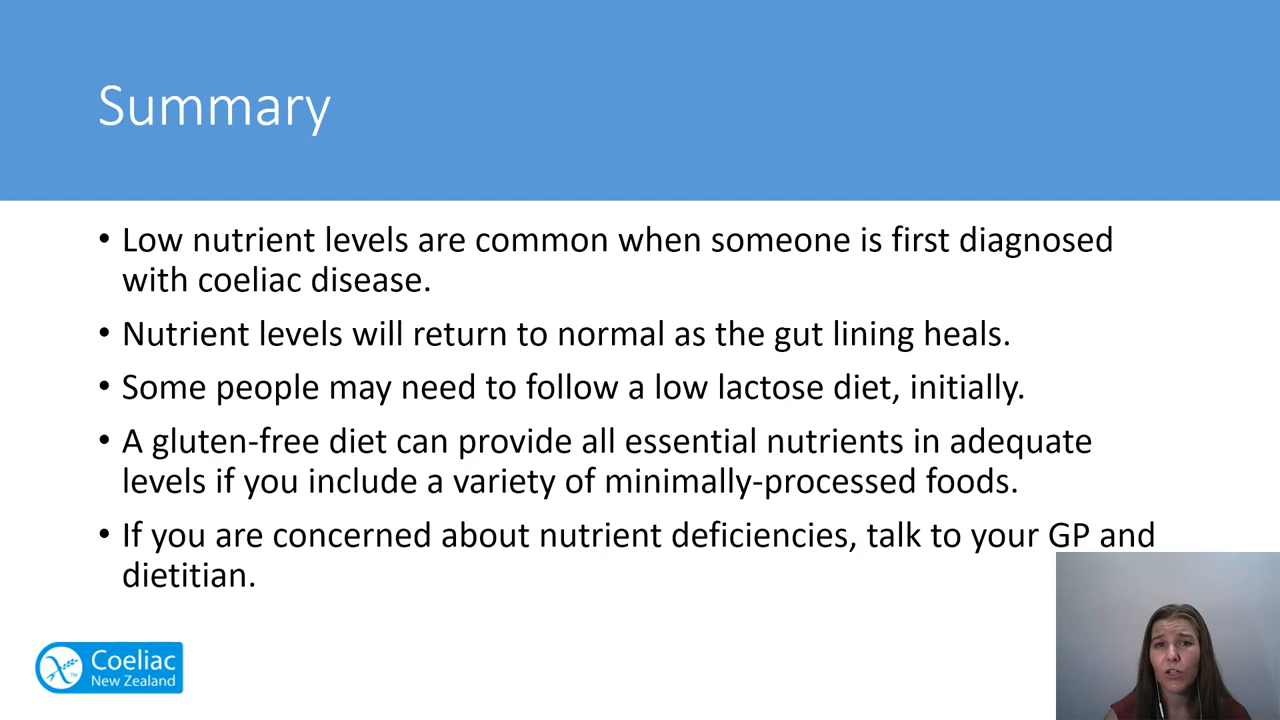 Summary
• Low nutrient levels are common when someone is first diagnosed
with coeliac disease.
• Nutrient levels will return to normal as the gut lining heals.
• Some people may need to follow a low lactose diet, initially.
• A gluten-free diet can provide all essential nutrients in adequate
levels if you include a variety of minimally-processed foods.
• If you are concerned about nutrient deficiencies, talk to your GP and
dietitian.
Coeliac
New Zealand
TM